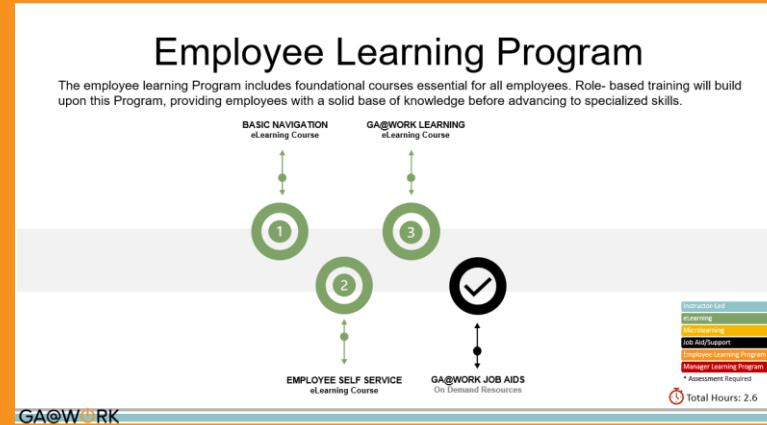 Employee Learning Program
The employee learning Program includes foundational courses essential for all employees. Role- based training will build
upon this Program, providing employees with a solid base of knowledge before advancing to specialized skills.
BASIC NAVIGATION
eLearning Course
GA@WORK LEARNING
eLearning Course
1
3
2
EMPLOYEE SELF SERVICE
eLearning Course
GA@WORK JOB AIDS
On Demand Resources
Instructor-Led
eLearning
Microlearning
Job Aid/Support
Employee Learning Program
Manager Learning Program
* Assessment Required
Total Hours: 2.6
GA@WORK